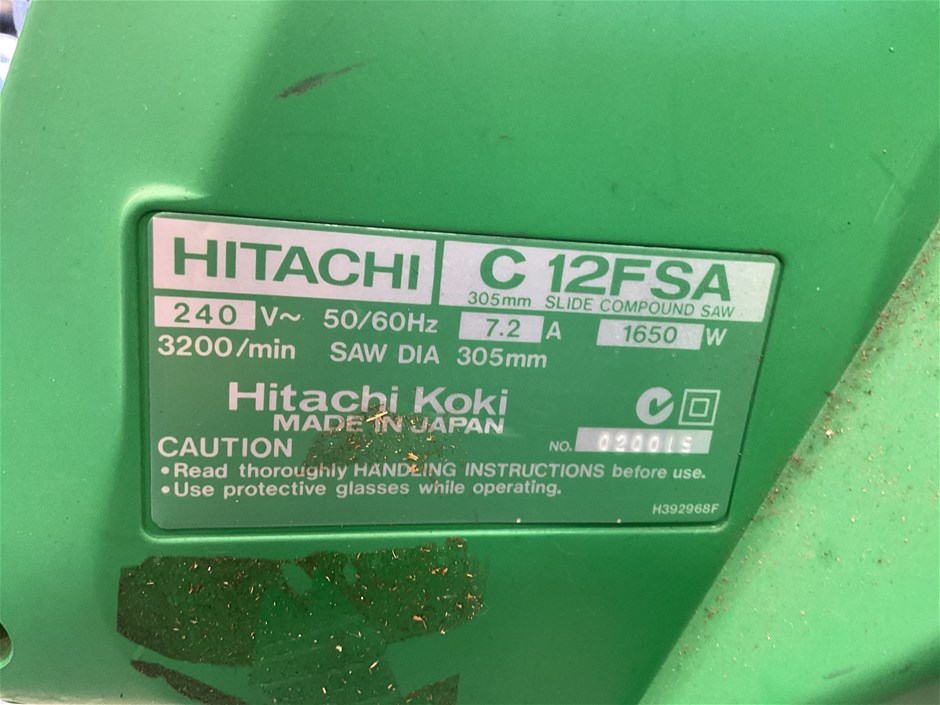 HITACHI
C 12FSA
305mm SLIDE COMPOUND SAW
240 V~ 50/60Hz 7.2 A 1650 W
3200/min SAW DIA 305mm
Hitachi Koki
MADE IN JAPAN
CAUTION
NO.
•Read thoroughly HANDLING INSTRUCTIONS before use.
•Use protective glasses while operating.
H392968F